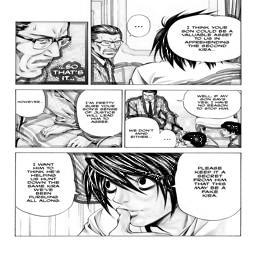 I THINK YOUR
SON COULD BE A
VALUABLE ASSET
TO US IN
APPREHENDING
THE SECOND
KIRA...
...
...SO
THAT'S
IT...
WELL, IF MY
SON SAYS
YES, I HAVE
NO REASON
TO STOP HIM.
WE DON'T
MIND
EITHER...
I'M PRETTY
SURE YOUR
SON'S SENSE
OF JUSTICE
WILL LEAD
HIM TO
AGREE.
HOWEVER,
PLEASE
KEEP IT A
SECRET
FROM HIM
THAT THIS
MAY BE A
FAKE
KIRA.
I WANT
HIM TO
THINK HE'S
HELPING
US HUNT
DOWN THE
SAME KIRA
WE'VE
BEEN
PURSUING
ALL ALONG.